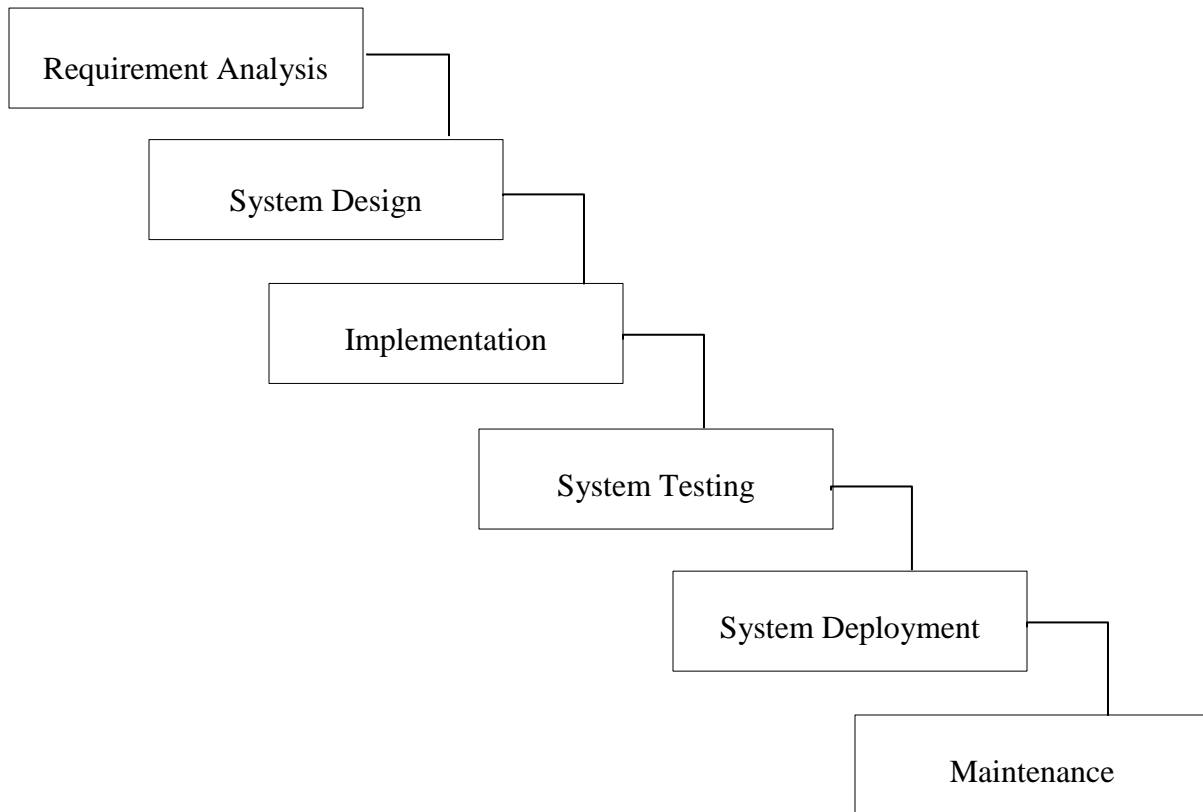 Requirement Analysis
System Design
Implementation
System Testing
System Deployment
Maintenance